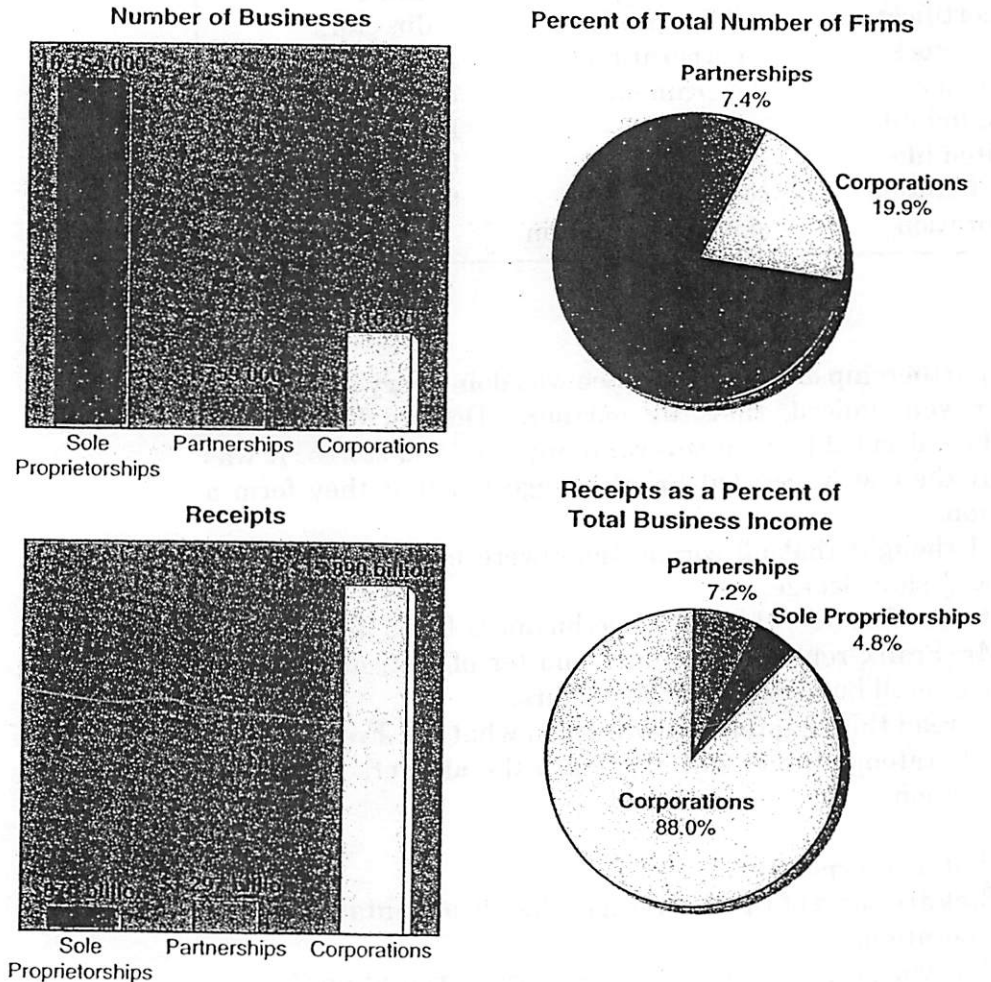 Number of Businesses
Sole
Proprietorships
Partnerships
Corporations
Percent of Total Number of Firms
Partnerships
7.4%
Corporations
19.9%
Receipts
billion
Sole
Proprietorships
Partnerships
Corporations
Receipts as a Percent of
Total Business Income
Partnerships
7.2%
Sole Proprietorships
4.8%
Corporations
88.0%